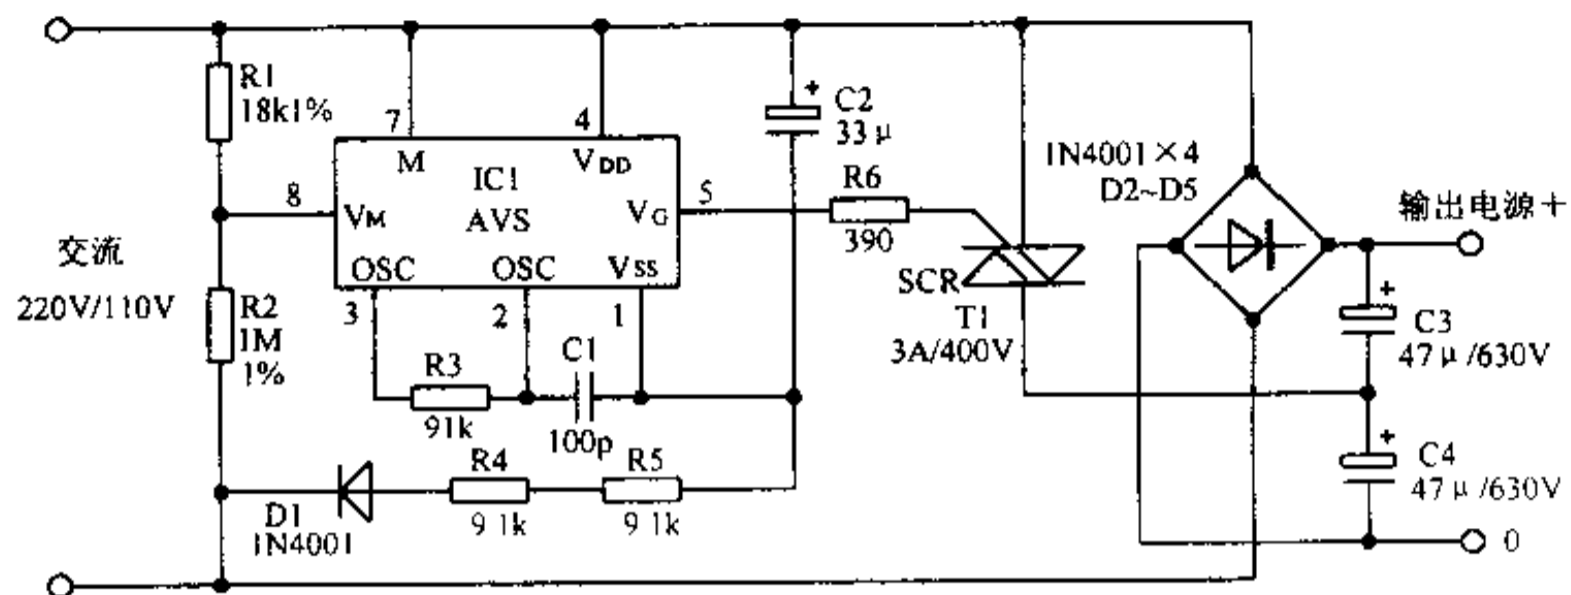 R1
18k1%
7
M
4
VDD
C2
33μ
+
1N4001×4
D2~D5
输出电源+
8
VM
IC1
AVS
VG
5
R6
390
交流
220V/110V
OSC
OSC
VSS
3
2
1
SCR
T1
3A/400V
R2
1M
1%
+
C3
47μ/630V
R3
91k
C1
100p
+
C4
47μ/630V
R4
9 1k
R5
9 1k
D1
1N4001
0